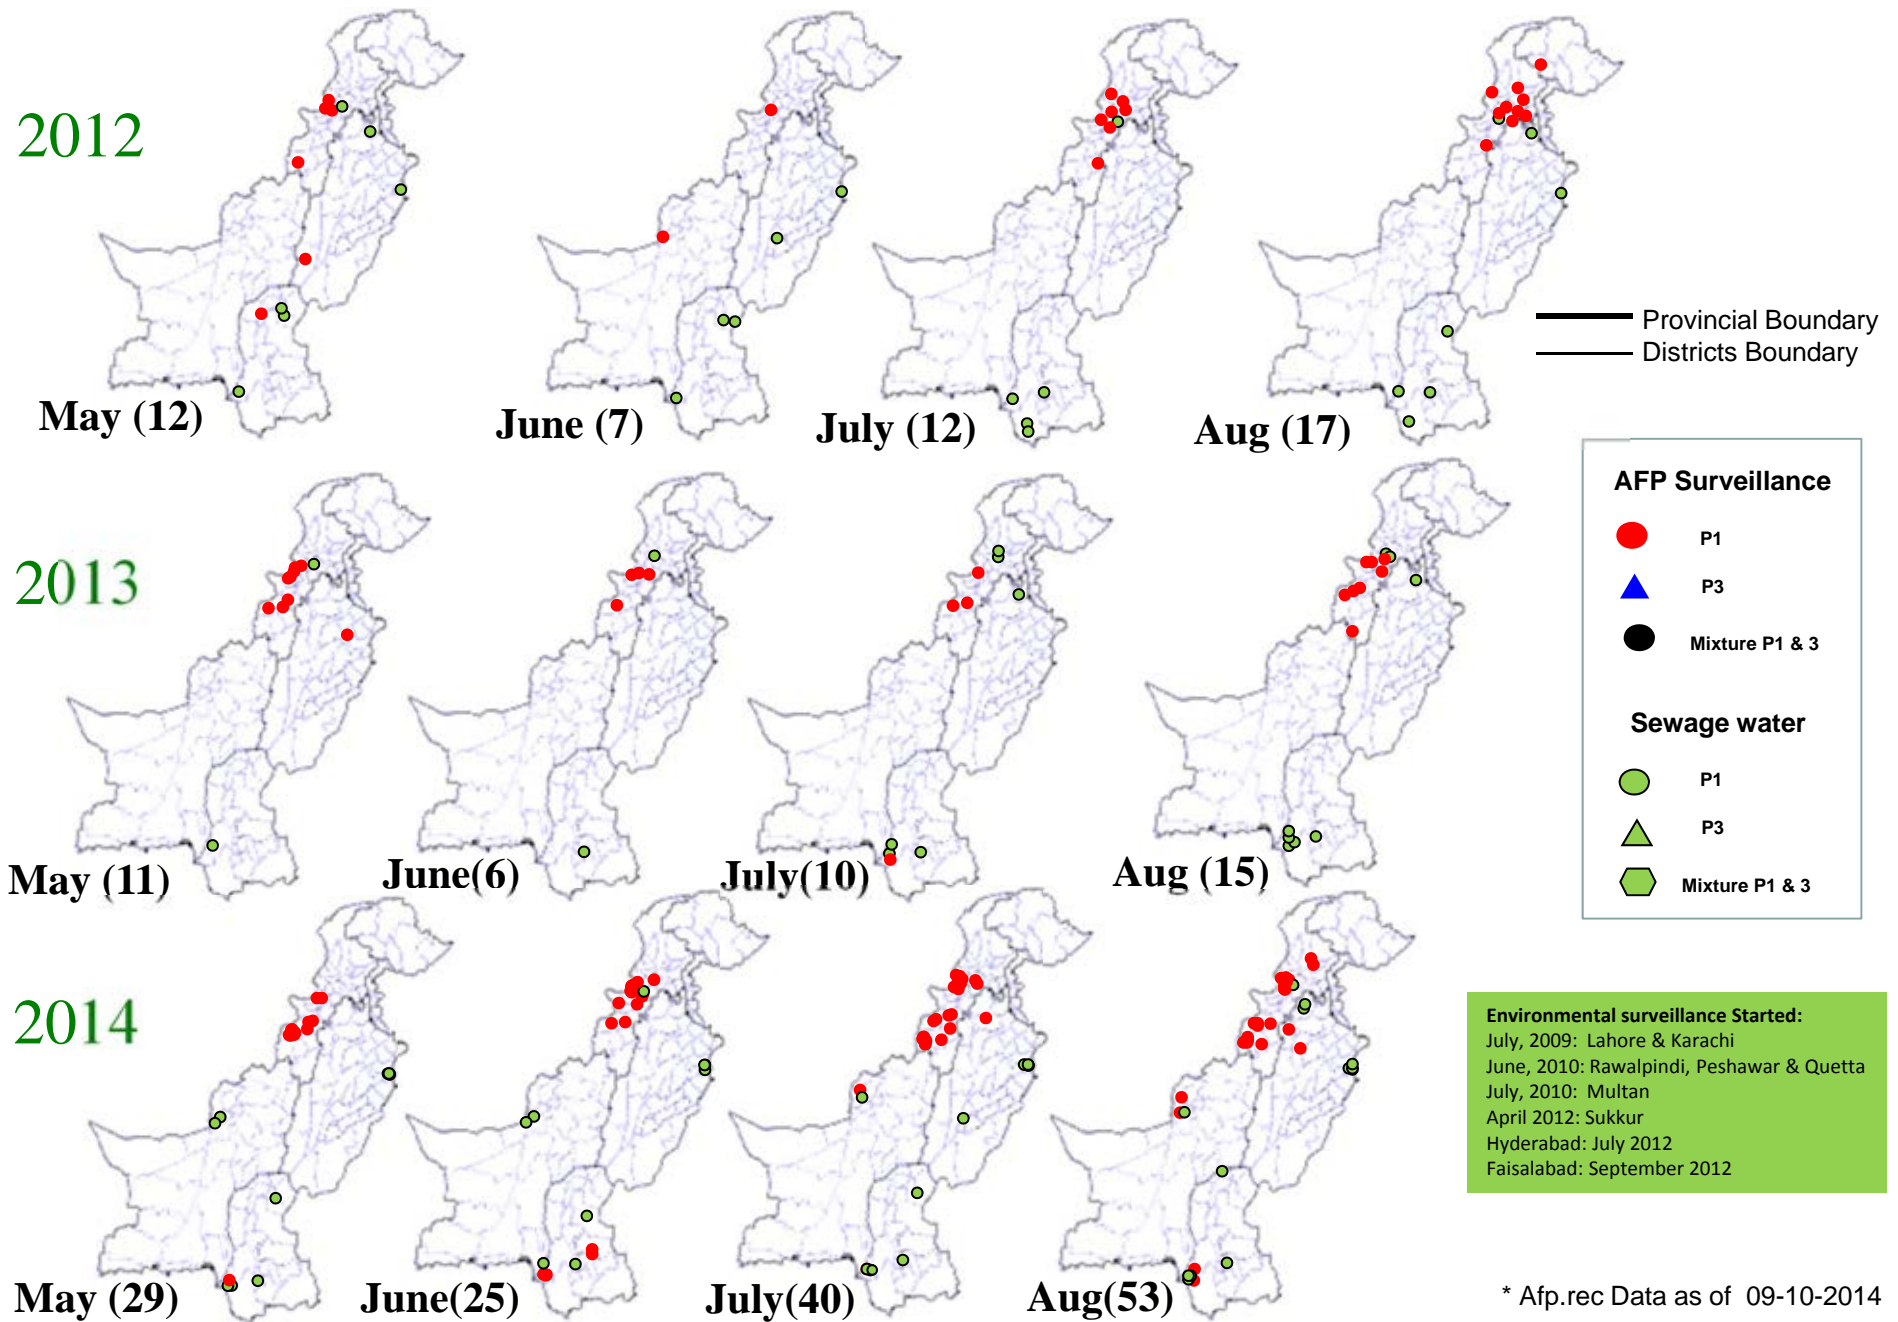 2012
May (12)
June (7)
July (12)
Aug (17)
Provincial Boundary
Districts Boundary
2013
May (11)
June(6)
July(10)
Aug (15)
AFP Surveillance
P1
P3
Mixture P1 & 3
Sewage water
P1
P3
Mixture P1 & 3
2014
May (29)
June(25)
July(40)
Aug(53)
Environmental surveillance Started:
July, 2009: Lahore & Karachi
June, 2010: Rawalpindi, Peshawar & Quetta
July, 2010: Multan
April 2012: Sukkur
Hyderabad: July 2012
Faisalabad: September 2012
* Afp.rec Data as of 09-10-2014